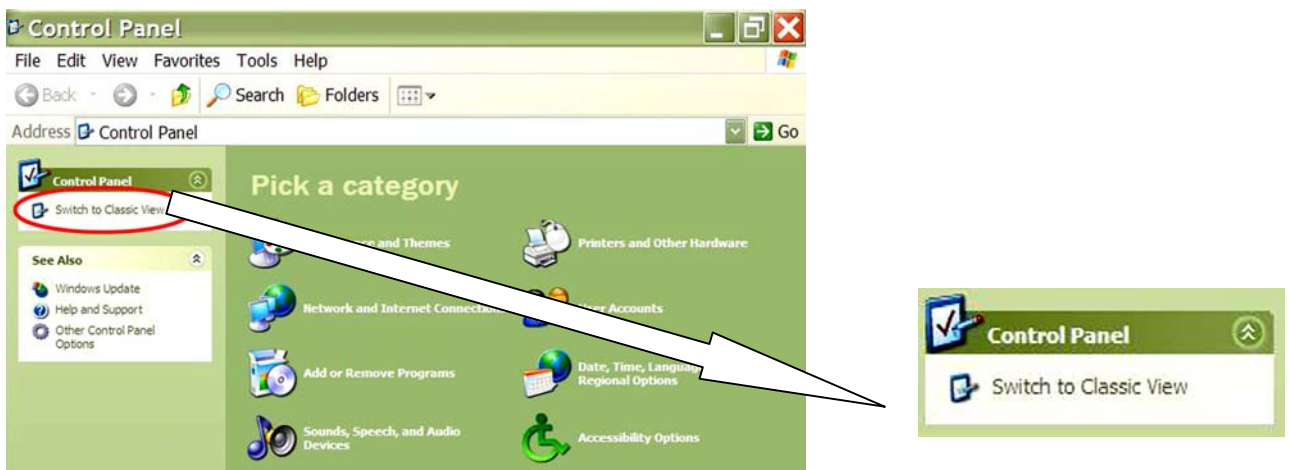 Control Panel
File Edit View Favorites Tools Help
Back Search Folders
Address Control Panel Go
Control Panel
Switch to Classic View
See Also
Windows Update
Help and Support
Other Control Panel
Options
Pick a category
and Themes
Printers and Other Hardware
Network and Internet
User Accounts
Add or Remove Programs
Date, Time,
Regional Options
Sounds, Speech, and Audio
Devices
Accessibility Options
Control Panel
Switch to Classic View